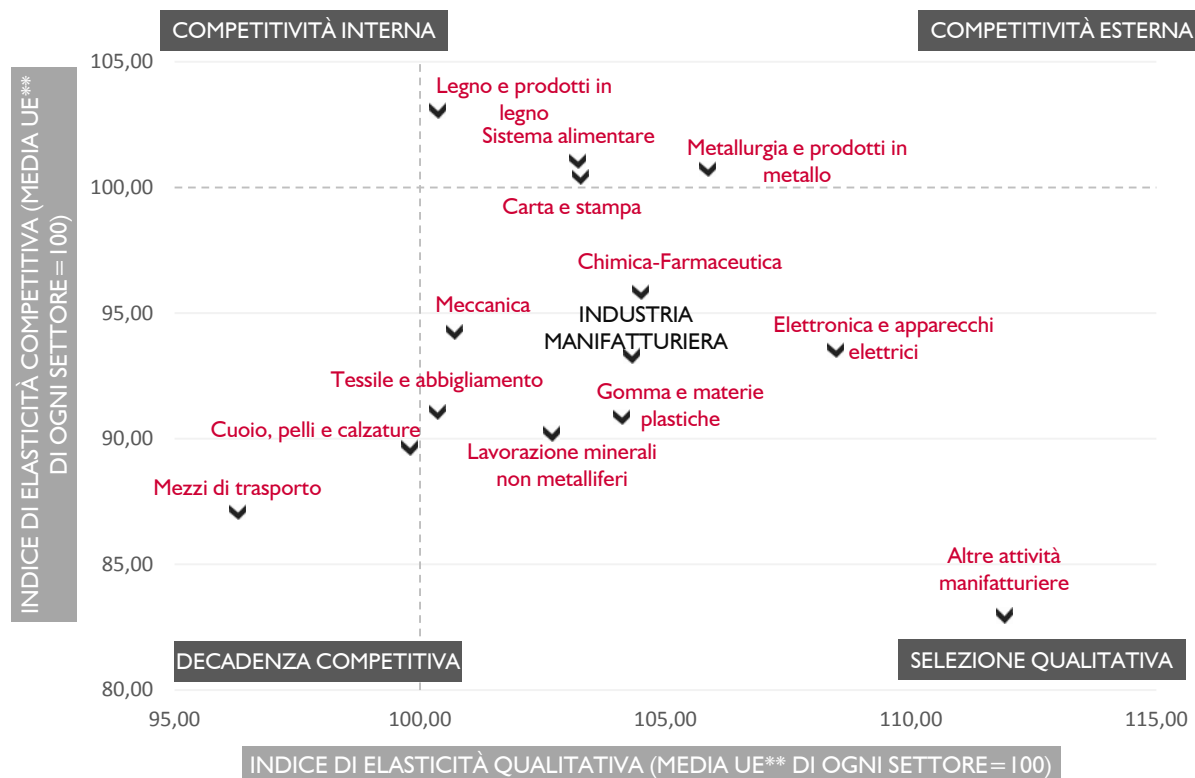 COMPETITIVITÀ INTERNA
COMPETITIVITÀ ESTERNA
INDICE DI ELASTICITÀ COMPETITIVA (MEDIA UE**
DI OGNI SETTORE=100)
105,00
100,00
95,00
90,00
85,00
80,00
Legno e prodotti in
legno
Sistema alimentare
Metallurgia e prodotti in
metallo
Carta e stampa
Chimica-Farmaceutica
Meccanica
INDUSTRIA
MANIFATTURIERA
Elettronica e apparecchi
elettrici
Tessile e abbigliamento
Gomma e materie
plastiche
Cuoio, pelli e calzature
Lavorazione minerali
non metalliferi
Mezzi di trasporto
Altre attività
manifatturiere
DECADENZA COMPETITIVA
SELEZIONE QUALITATIVA
95,00
100,00
105,00
110,00
115,00
INDICE DI ELASTICITÀ QUALITATIVA (MEDIA UE** DI OGNI SETTORE=100)